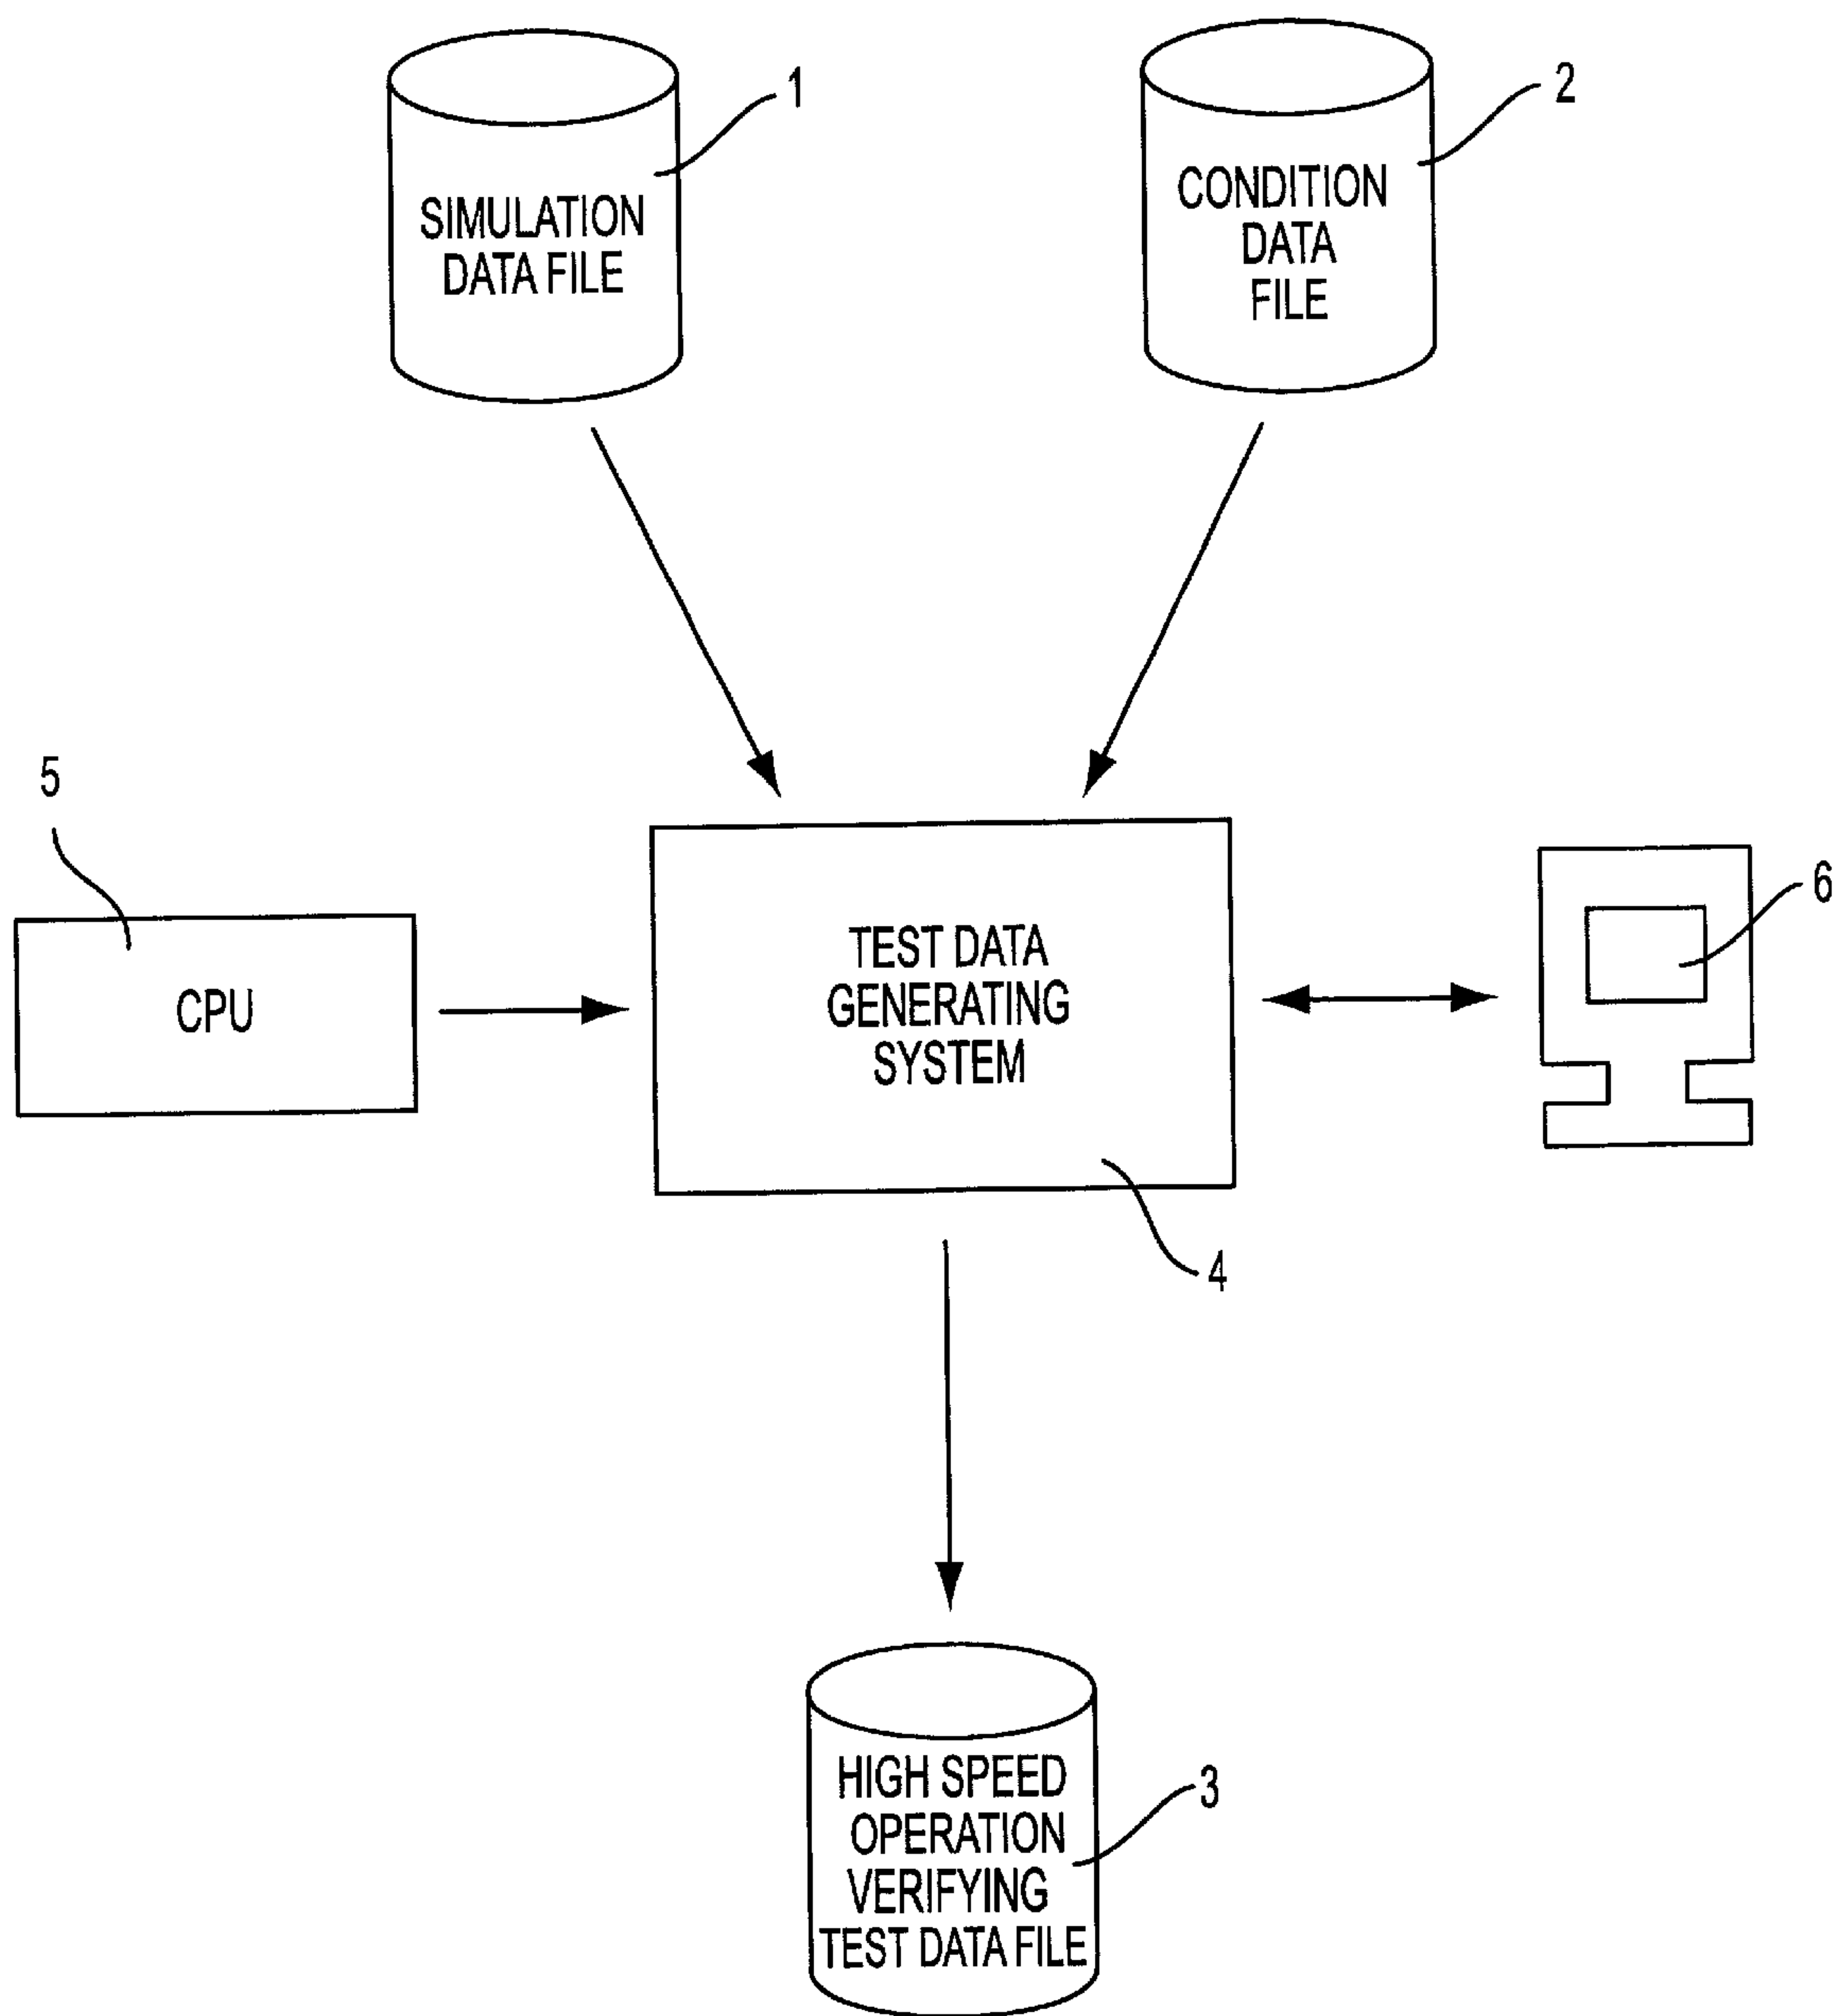 1
2
SIMULATION
DATA FILE
CONDITION
DATA
FILE
5
6
CPU
TEST DATA
GENERATING
SYSTEM
4
HIGH SPEED
OPERATION
VERIFYING
TEST DATA FILE
3